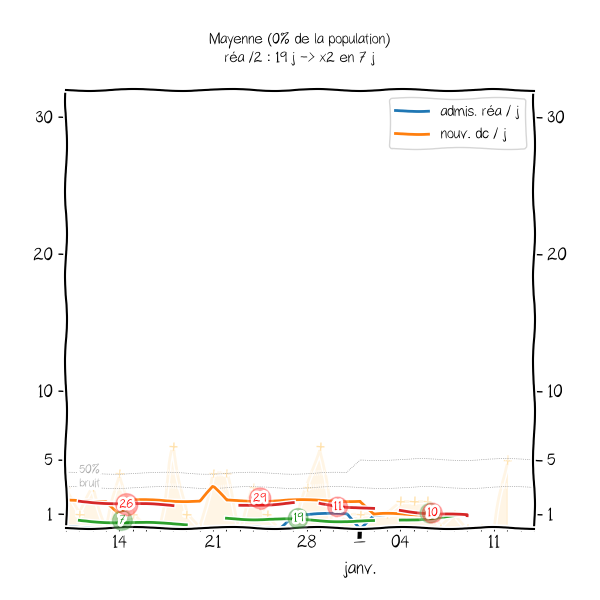 Mayenne (0% de la population)
réa /2 : 19 j -> x2 en 7 j
admis. réa / j
nouv. dc / j
30 30
20 20
10 10
5 5
1 1
50%
bruit
26 29 11 10
7 19
14 21 28 04 11
janv.